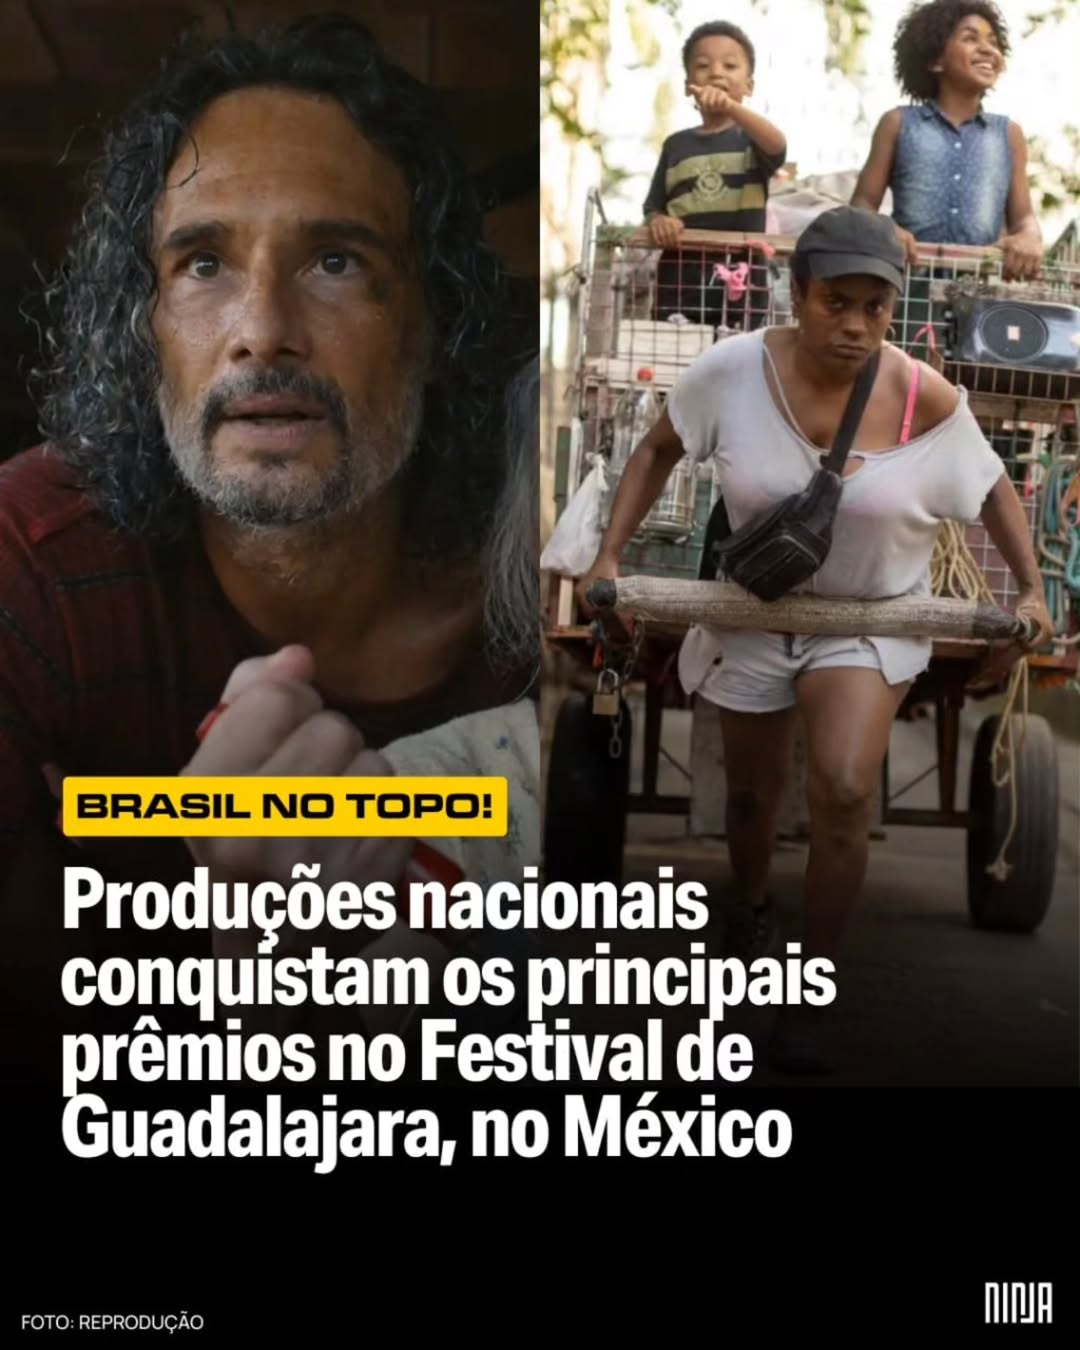 BRASIL NO TOPO!
Produções nacionais
conquistam os principais
prêmios no Festival de
Guadalajara, no México
FOTO: REPRODUÇÃO
NINJA